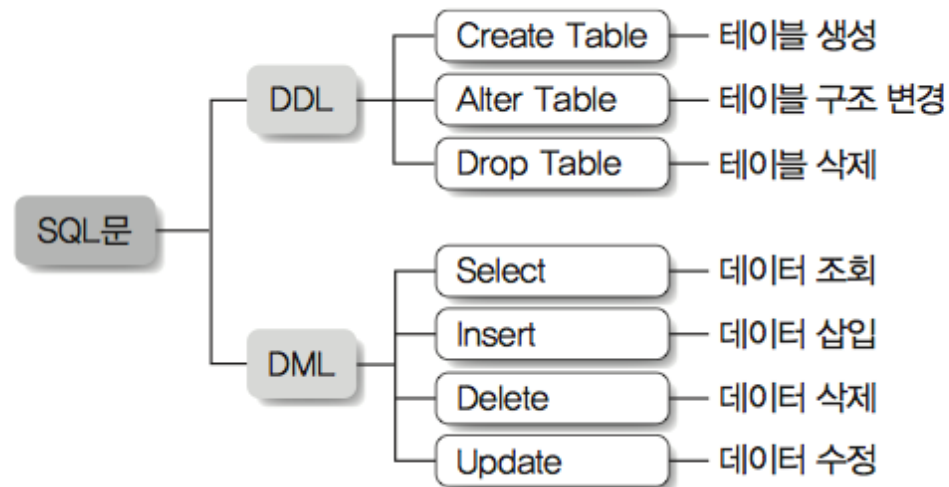 Create Table 테이블 생성
DDL Alter Table 테이블 구조 변경
Drop Table 테이블 삭제
SQL문
Select 데이터 조회
Insert 데이터 삽입
DML
Delete 데이터 삭제
Update 데이터 수정